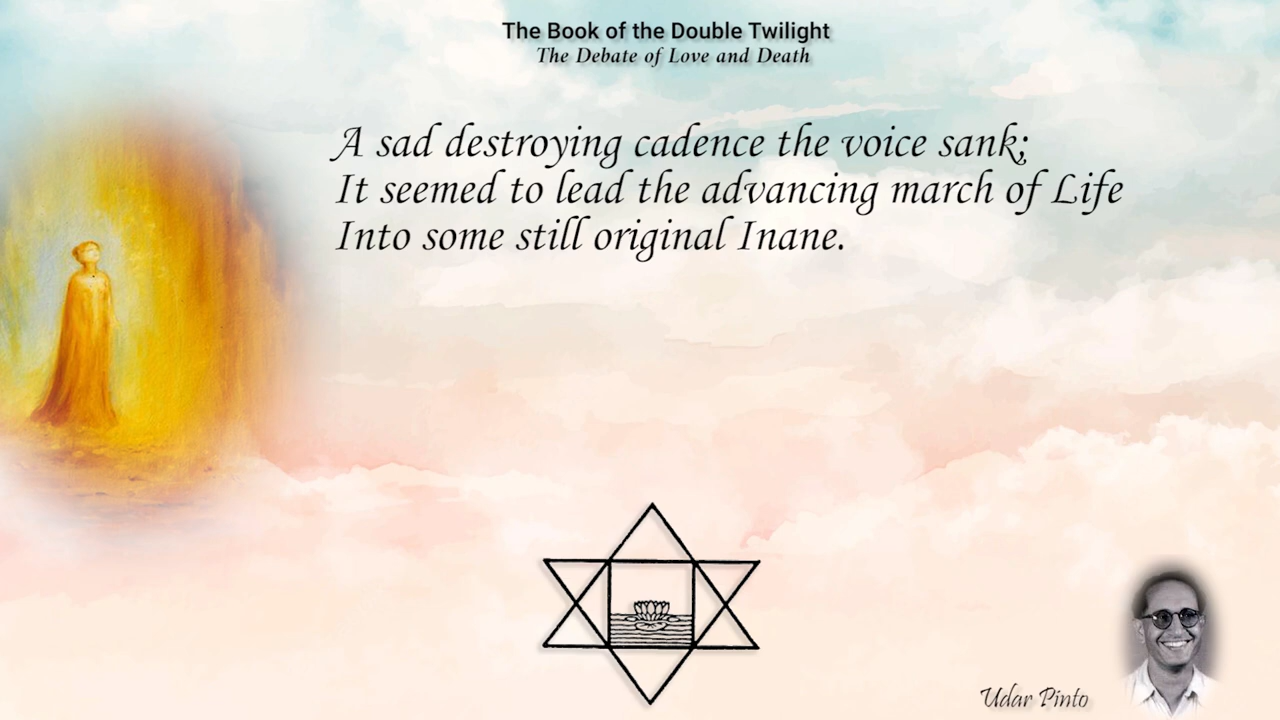 The Book of the Double Twilight
The Debate of Love and Death
A sad destroying cadence the voice sank;
It seemed to lead the advancing march of Life
Into some still original Inane.
Udar Pinto